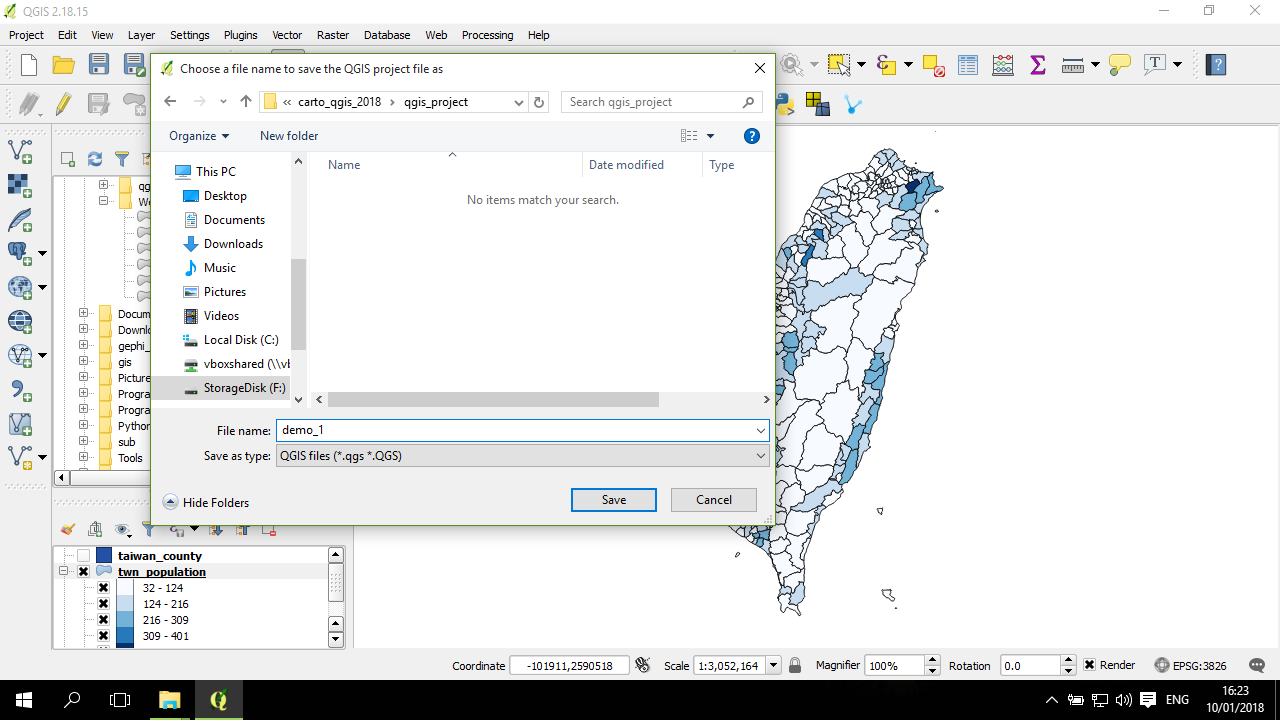 QGIS 2.18.15
Project Edit View Layer Settings Plugins Vector Raster Database Web Processing Help
Choose a file name to save the QGIS project file as
« carto_qgis_2018 › qgis_project
Search qgis_project
Organize
New folder
Name
Date modified
Type
No items match your search.
This PC
Desktop
Documents
Downloads
Music
Pictures
Videos
Local Disk (C:)
vboxshared (\\vb
StorageDisk (F:)
File name: demo_1
Save as type: QGIS files (*.qgs *.QGS)
Hide Folders
Save
Cancel
qg
We
Docum
Downlo
gephi_
gis
Picture
Progra
Progra
Python
sub
Tools
taiwan_county
twn_population
32 - 124
124 - 216
216 - 309
309 - 401
Coordinate -101911,2590518 Scale 1:3,052,164 Magnifier 100% Rotation 0.0 Render EPSG:3826
ENG
16:23
10/01/2018